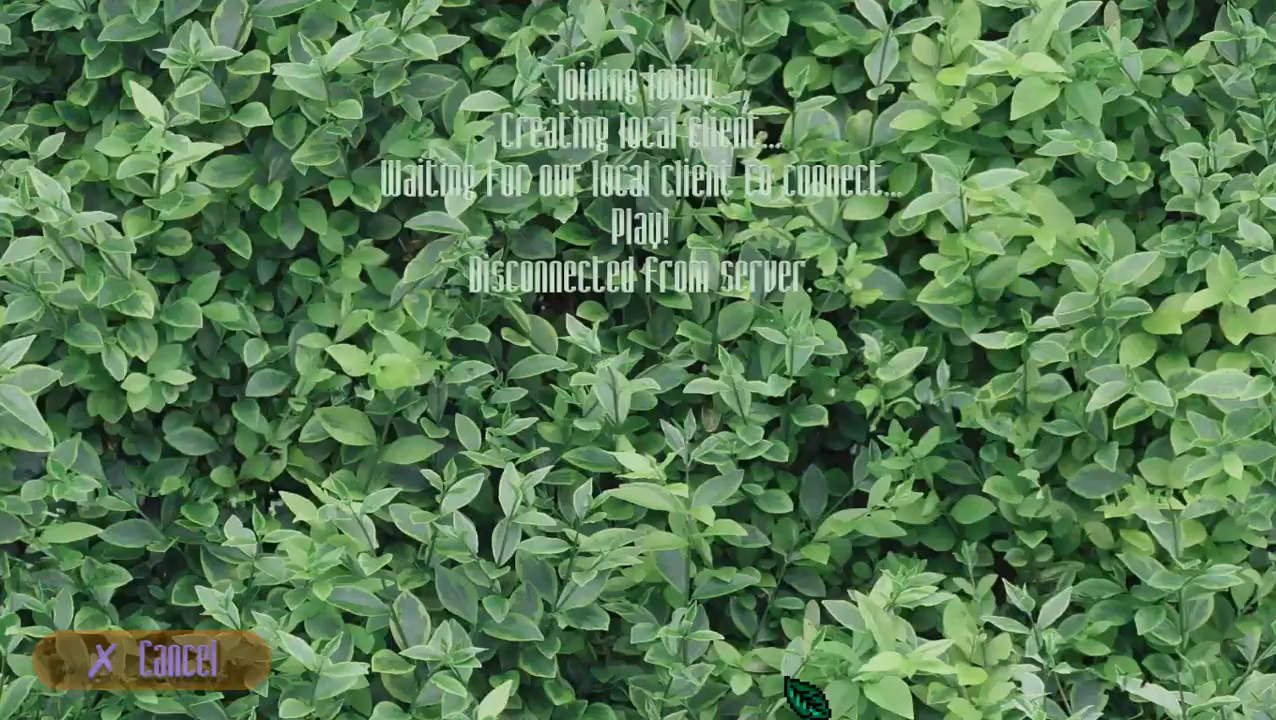 Joining lobby...
Creating local client...
Waiting for our local client to connect...
Play!
Disconnected from server.
X Cancel